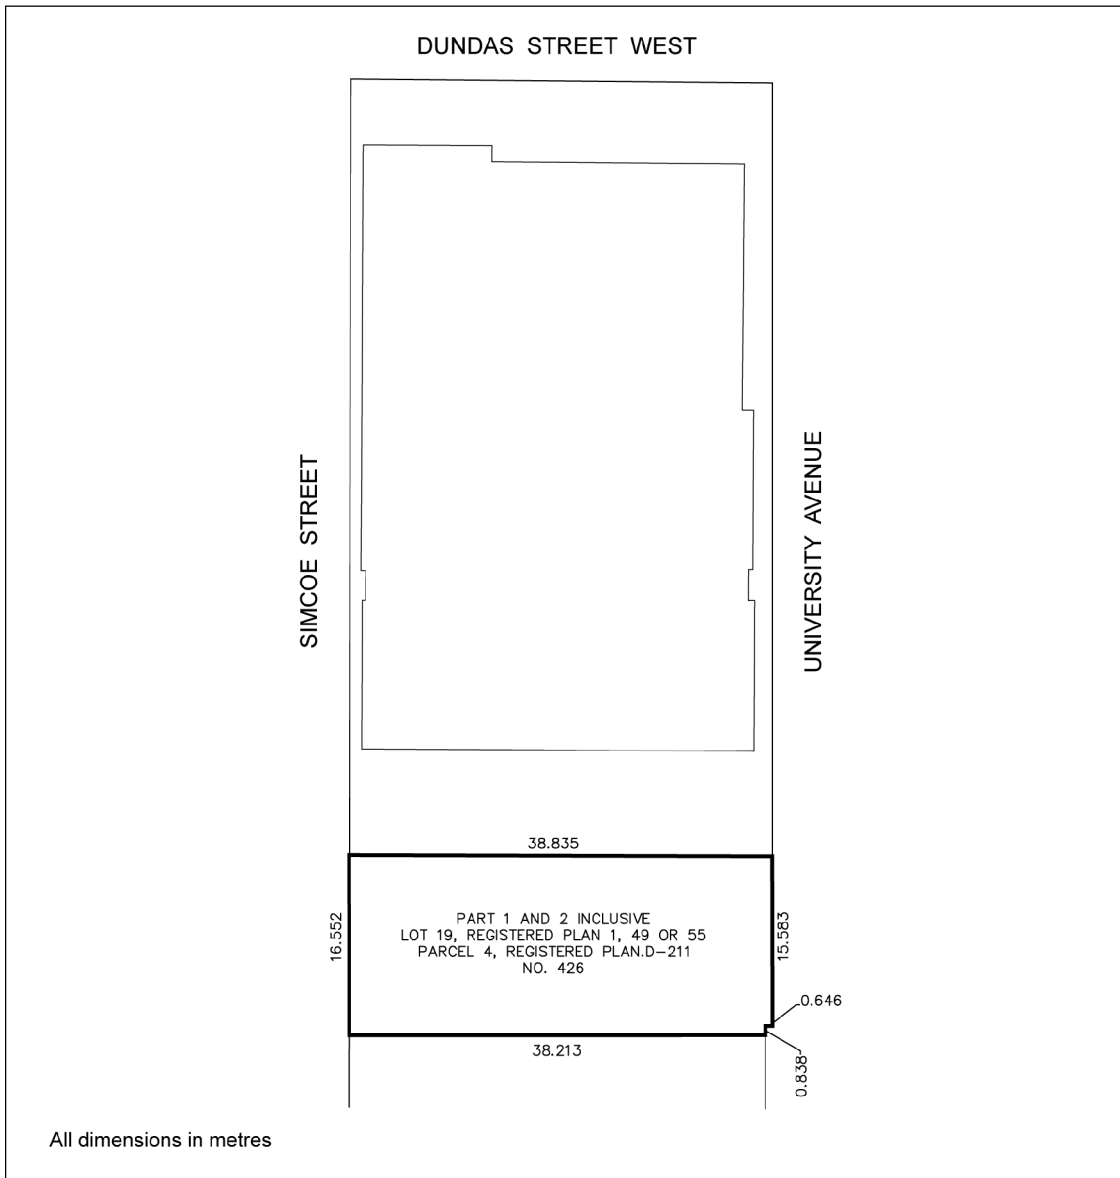 DUNDAS STREET WEST
SIMCOE STREET
UNIVERSITY AVENUE
38.835
16.552
PART 1 AND 2 INCLUSIVE
LOT 19, REGISTERED PLAN 1, 49 OR 55
PARCEL 4, REGISTERED PLAN.D-211
NO. 426
15.583
0.646
38.213
0.838
All dimensions in metres